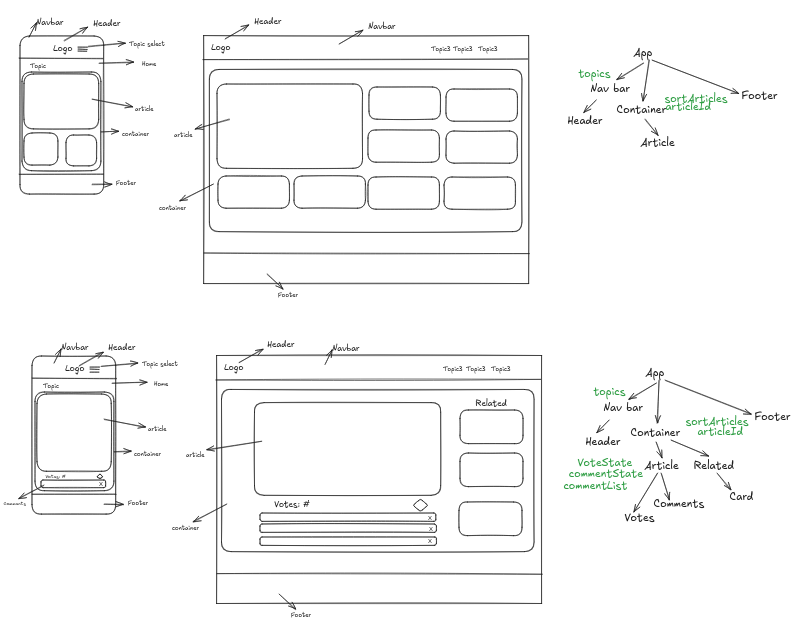 Navbar
Header
Logo
Topic select
Home
Topic
article
container
Footer
Header
Navbar
Logo
Topic3 Topic3 Topic3
article
container
Footer
App
topics
Nav bar
Header
Container
sortArticles
articleId
Footer
Article
Navbar
Header
Logo
Topic select
Home
Topic
article
container
Votes: #
x
Comments
Footer
Header
Navbar
Logo
Topic3 Topic3 Topic3
Related
article
Votes: #
x
x
x
container
Footer
App
topics
Nav bar
Header
Container
sortArticles
articleId
Footer
VoteState
commentState
commentList
Article
Related
Votes
Comments
Card